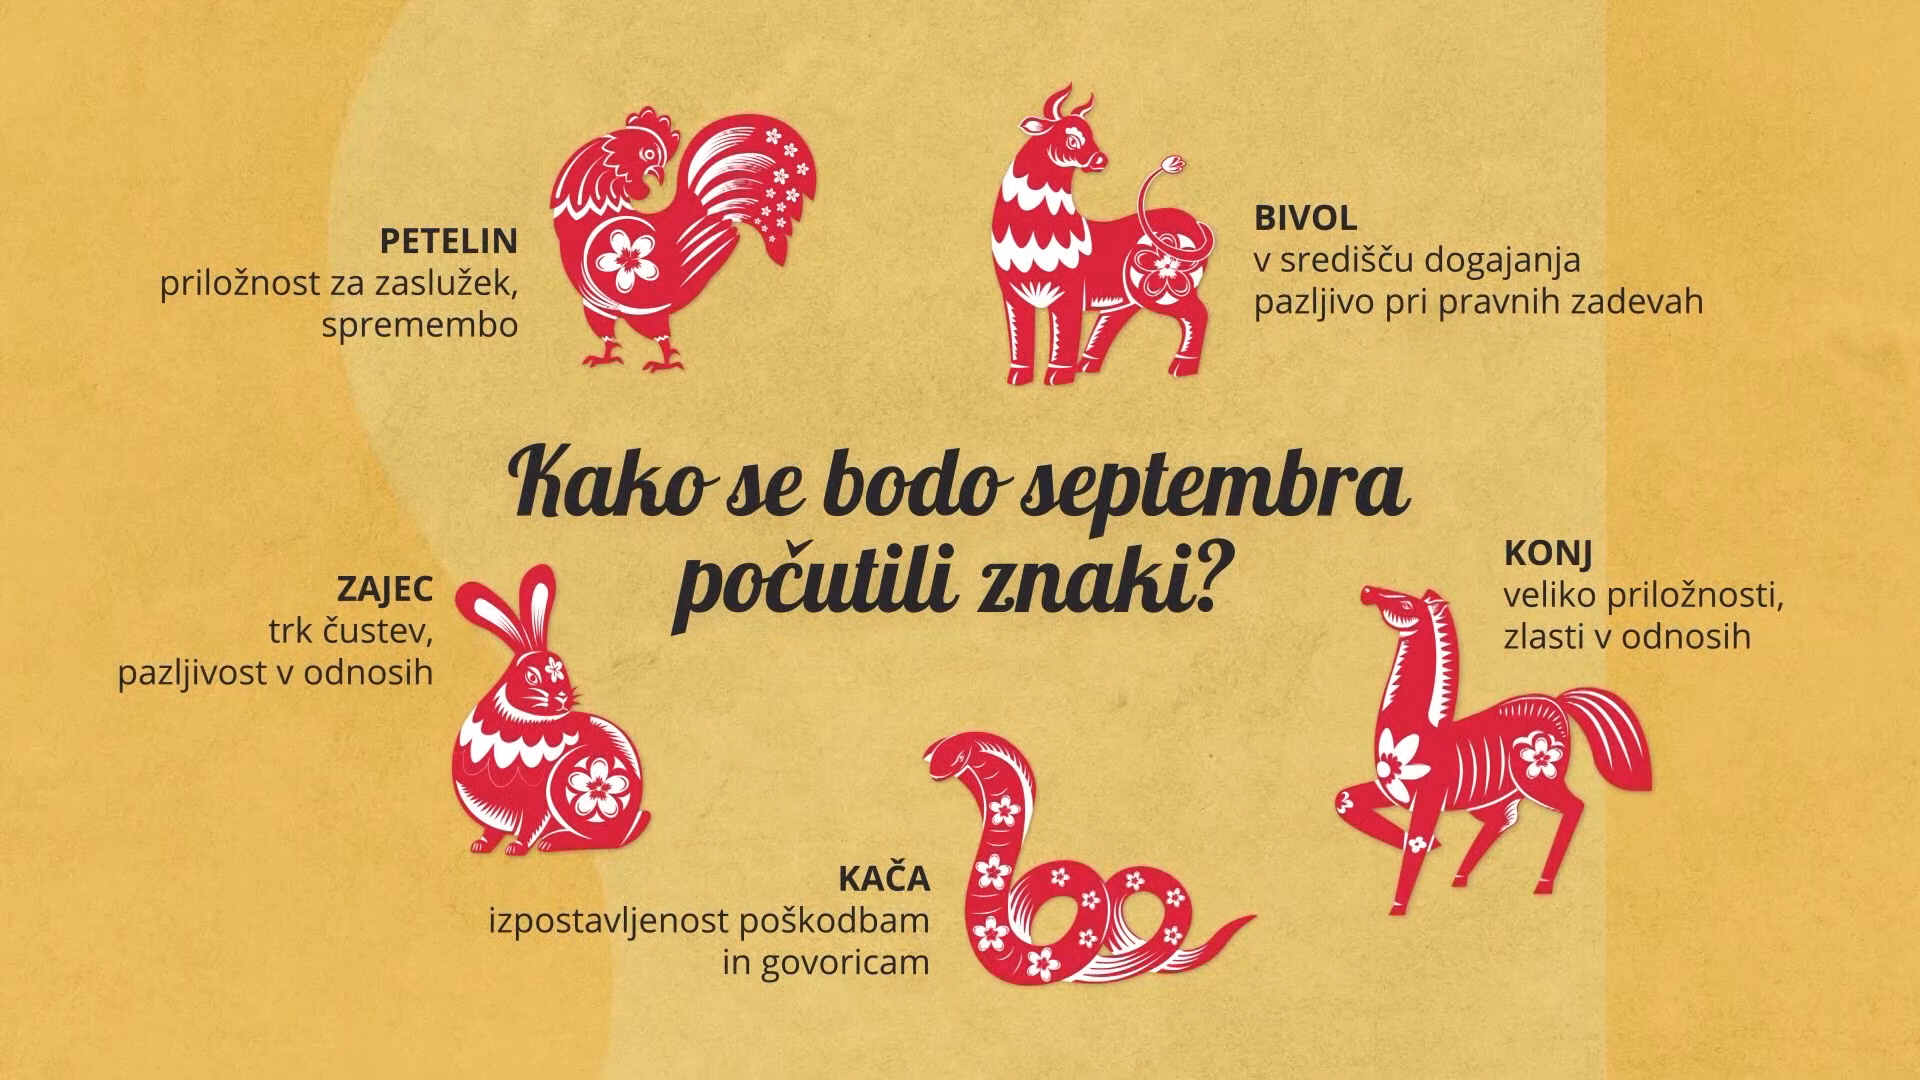 PETELIN
priložnost za zaslužek,
spremembo
BIVOL
v središču dogajanja
pazljivo pri pravnih zadevah
Kako se bodo septembra
počutili znaki?
ZAJEC
trk čustev,
pazljivost v odnosih
KONJ
veliko priložnosti,
zlasti v odnosih
KAČA
izpostavljenost poškodbam
in govoricam